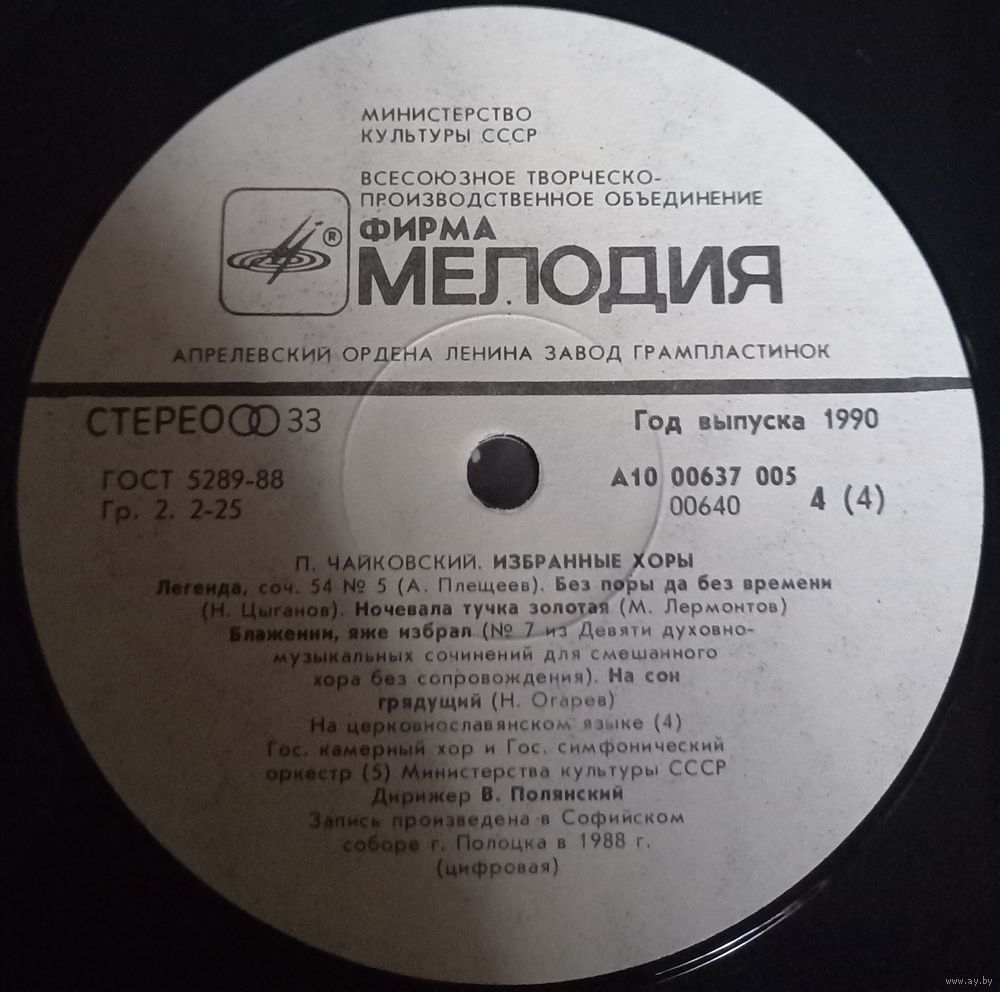 МИНИСТЕРСТВО
КУЛЬТУРЫ СССР
ВСЕСОЮЗНОЕ ТВОРЧЕСКО-
ПРОИЗВОДСТВЕННОЕ ОБЪЕДИНЕНИЕ
®
ФИРМА
МЕЛОДИЯ
АПРЕЛЕВСКИЙ ОРДЕНА ЛЕНИНА ЗАВОД ГРАМПЛАСТИНОК
СТЕРЕО 33
Год выпуска 1990
ГОСТ 5289-88
Гр. 2. 2-25
А10 00637 005
00640
4 (4)
П. ЧАЙКОВСКИЙ. ИЗБРАННЫЕ ХОРЫ
Легенда, соч. 54 № 5 (А. Плещеев). Без поры да без времени
(Н. Цыганов). Ночевала тучка золотая (М. Лермонтов)
Блаженни, яже избрал (№ 7 из Девяти духовно-
музыкальных сочинений для смешанного
хора без сопровождения). На сон
грядущий (Н. Огарев)
На церковнославянском языке (4)
Гос. камерный хор и Гос. симфонический
оркестр (5) Министерства культуры СССР
Дирижер В. Полянский
Запись произведена в Софийском
соборе г. Полоцка в 1988 г.
(цифровая)
www.ay.by